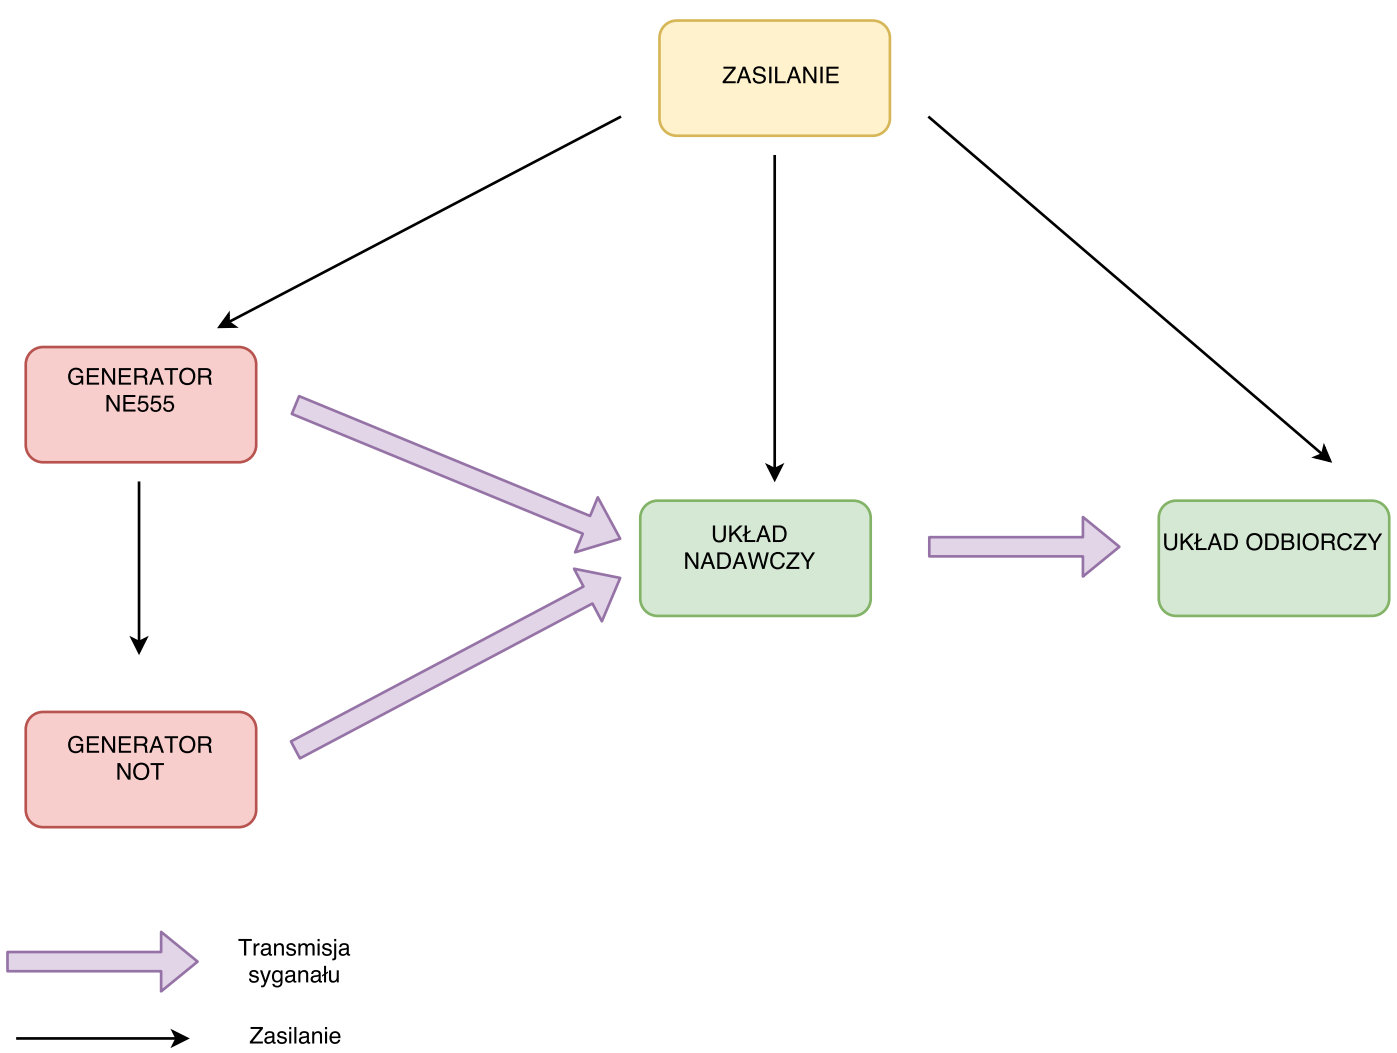 ZASILANIE
GENERATOR
NE555
UKŁAD
NADAWCZY
UKŁAD ODBIORCZY
GENERATOR
NOT
Transmisja
syganału
Zasilanie